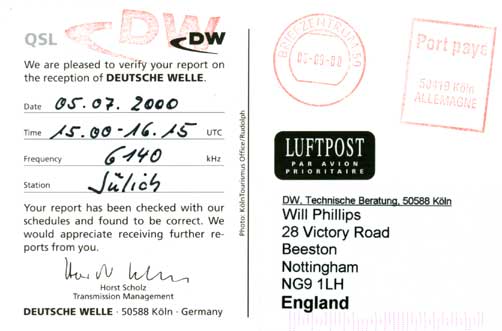 QSL DW DW
We are pleased to verify your report on
the reception of DEUTSCHE WELLE.
Date 05.07.2000
Time 15.00-16.15 UTC
Frequency 6140 kHz
Station Jülich
Your report has been checked with our
schedules and found to be correct. We
would appreciate receiving further re-
ports from you.
Horst Scholz
Transmission Management
DEUTSCHE WELLE · 50588 Köln · Germany
Photo: KölnTourismus Office/Rudolph
BRIEFZENTRUM 50
Port payé
50419 Köln
ALLEMAGNE
LUFTPOST
PAR AVION
PRIORITAIRE
DW, Technische Beratung, 50588 Köln
Will Phillips
28 Victory Road
Beeston
Nottingham
NG9 1LH
England